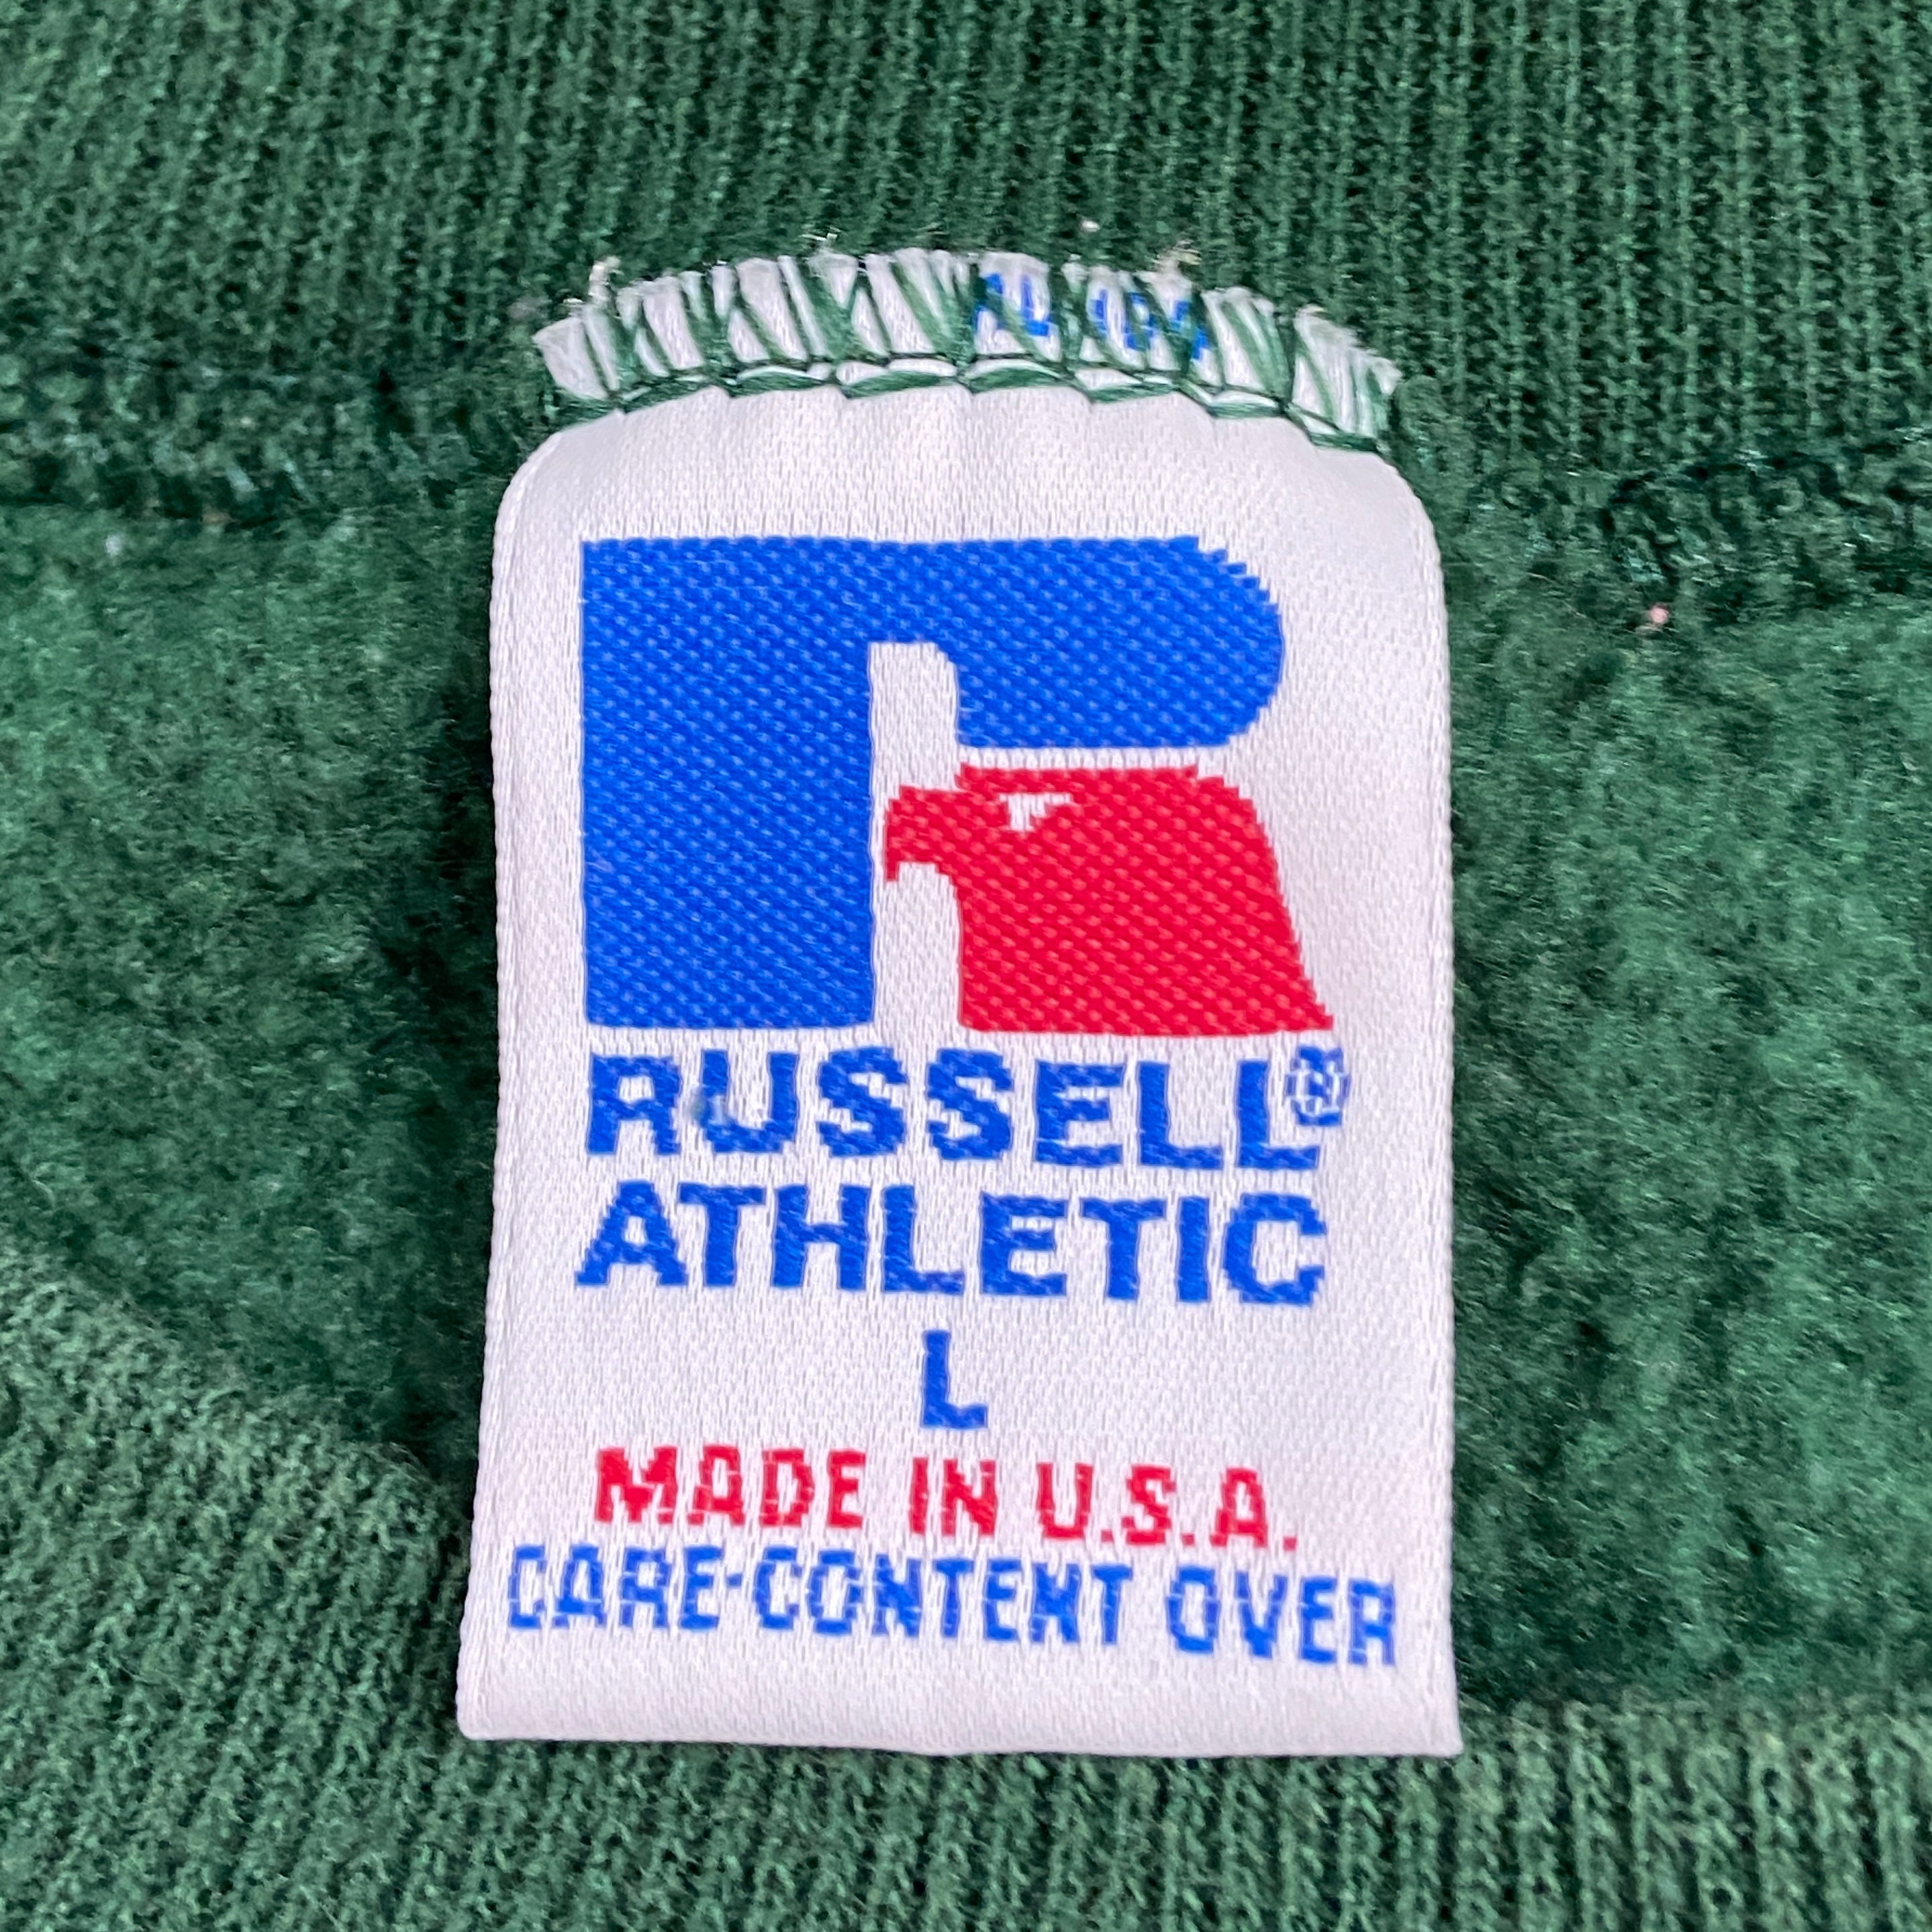 RUSSELL®
ATHLETIC
L
MADE IN U.S.A.
CARE-CONTENT OVER